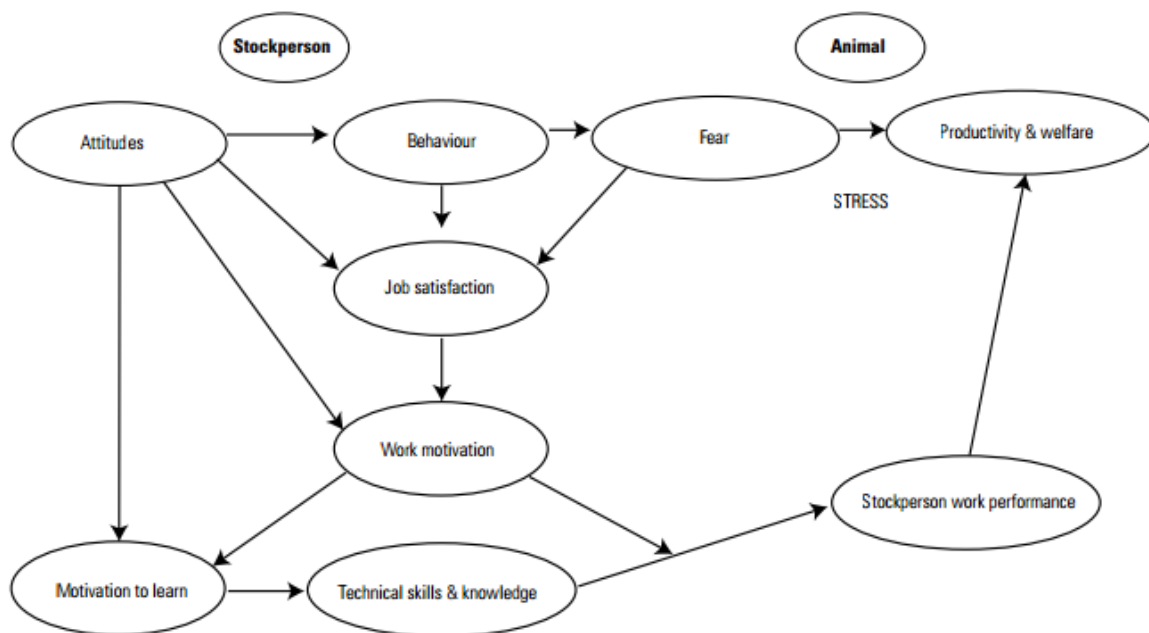 Stockperson
Animal
Attitudes
Behaviour
Fear
Productivity & welfare
STRESS
Job satisfaction
Work motivation
Stockperson work performance
Motivation to learn
Technical skills & knowledge